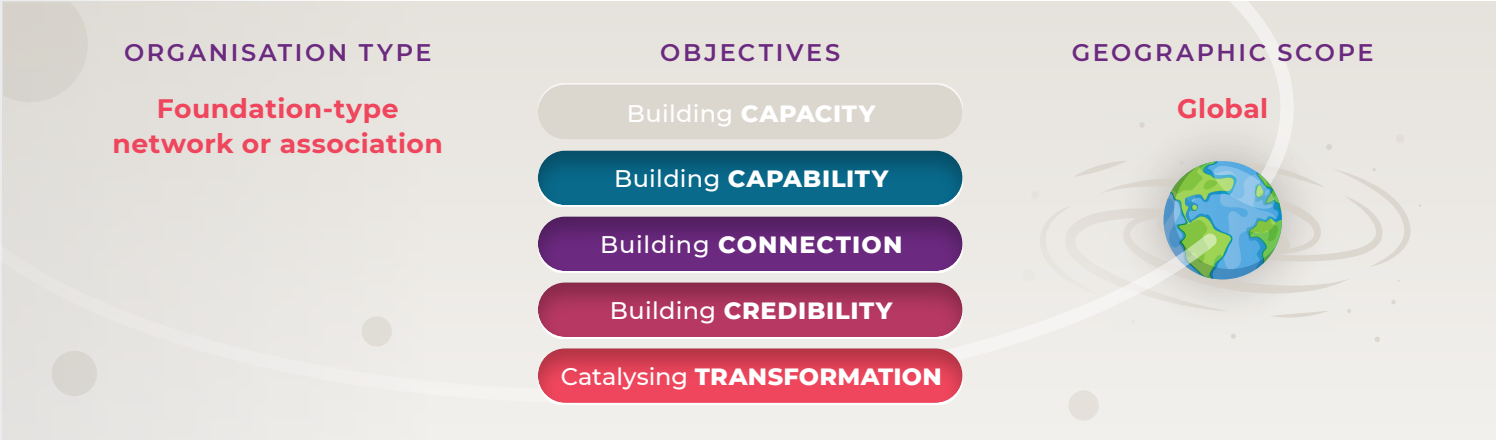 ORGANISATION TYPE
Foundation-type
network or association
OBJECTIVES
Building CAPACITY
Building CAPABILITY
Building CONNECTION
Building CREDIBILITY
Catalysing TRANSFORMATION
GEOGRAPHIC SCOPE
Global